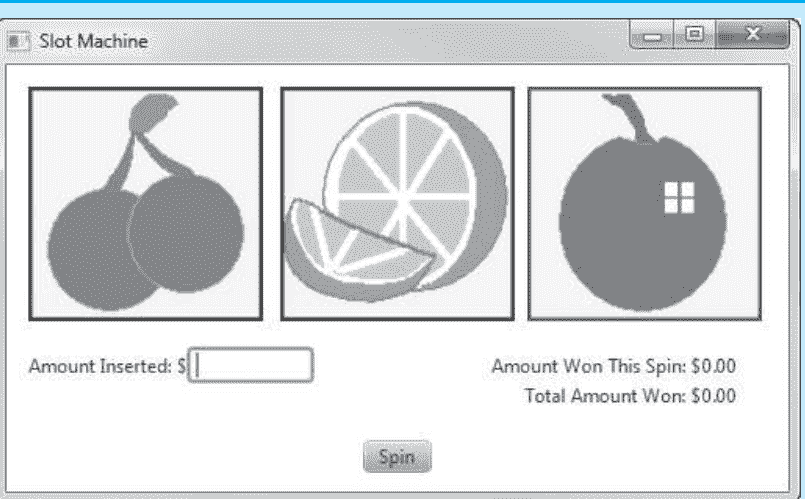 Slot Machine
Amount Inserted: $
Amount Won This Spin: $0.00
Total Amount Won: $0.00
Spin